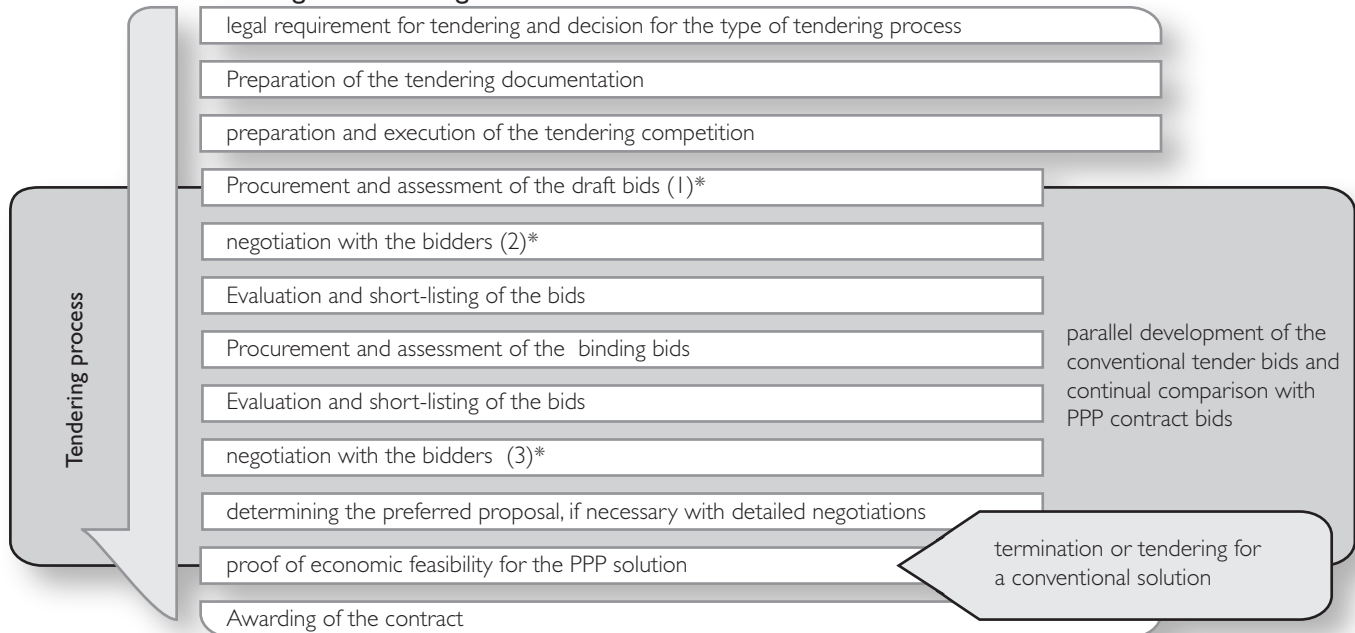 legal requirement for tendering and decision for the type of tendering process
Preparation of the tendering documentation
preparation and execution of the tendering competition
Procurement and assessment of the draft bids (1)*
negotiation with the bidders (2)*
Evaluation and short-listing of the bids
Procurement and assessment of the  binding bids
Evaluation and short-listing of the bids
negotiation with the bidders  (3)*
determining the preferred proposal, if necessary with detailed negotiations
proof of economic feasibility for the PPP solution
Awarding of the contract
Tendering process
parallel development of the
conventional tender bids and
continual comparison with
PPP contract bids
termination or tendering for
a conventional solution